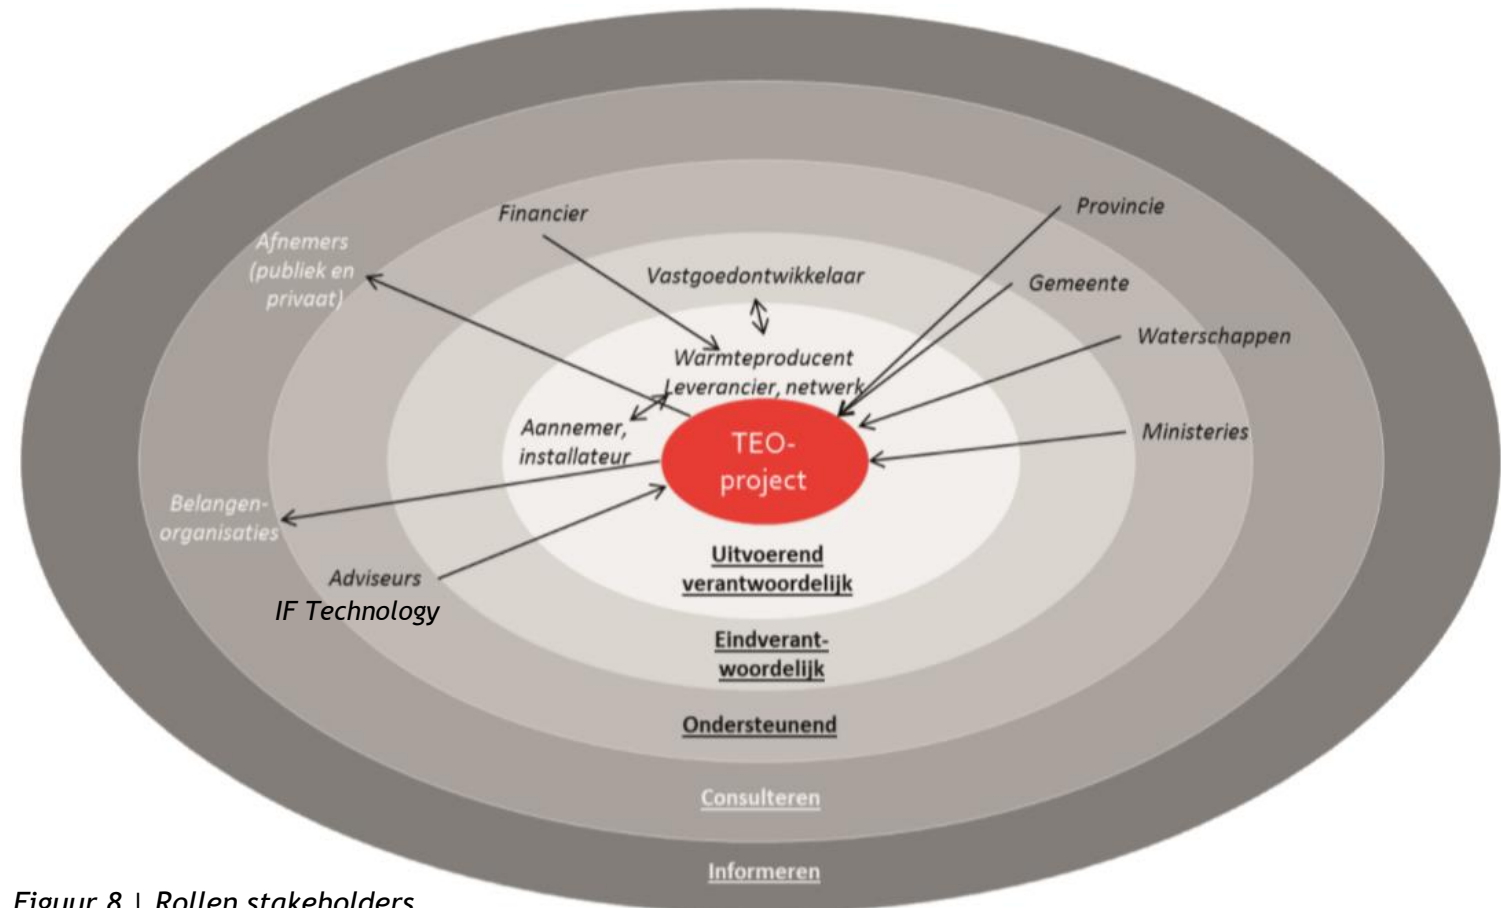 Financier
Provincie
Afnemers
(publiek en
privaat)
Vastgoedontwikkelaar
Gemeente
Waterschappen
Warmteproducent
Leverancier, netwerk
Aannemer,
installateur
TEO-
project
Ministeries
Belangen-
organisaties
Adviseurs
IF Technology
Uitvoerend
verantwoordelijk
Eindverant-
woordelijk
Ondersteunend
Consulteren
Informeren
Figuur 8 | Rollen stakeholders